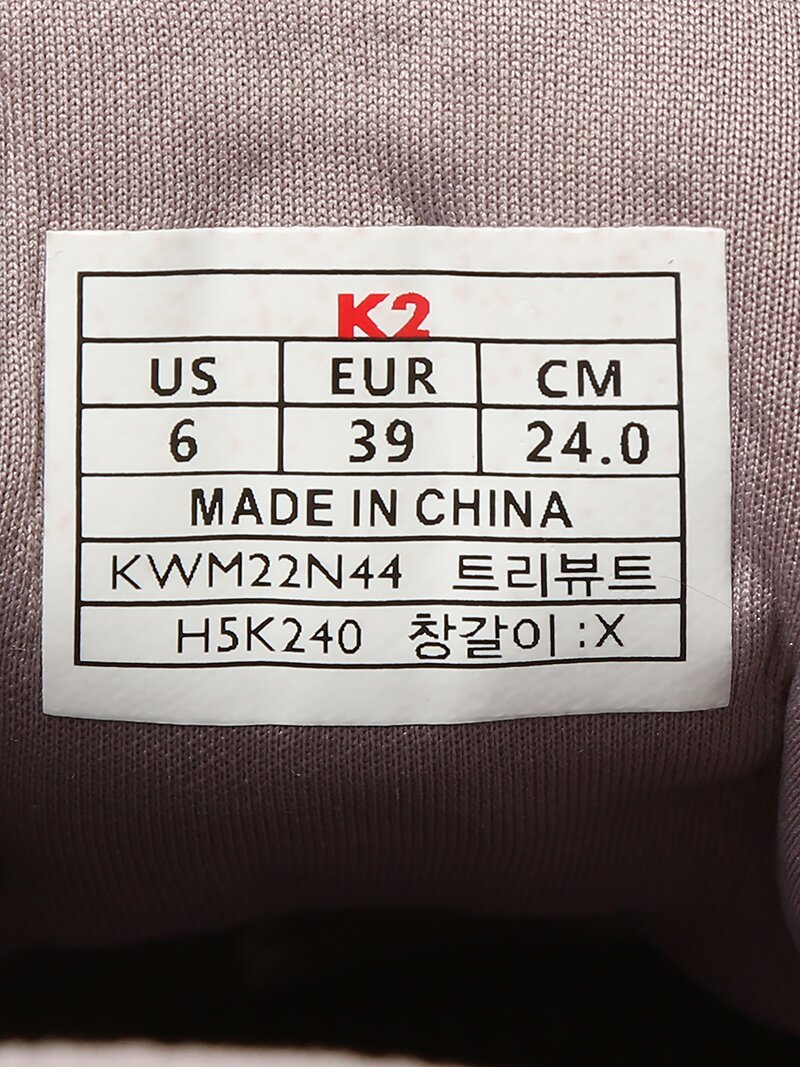 K2
US EUR CM
6 39 24.0
MADE IN CHINA
KWM22N44 트리뷰트
H5K240 창갈이 :X